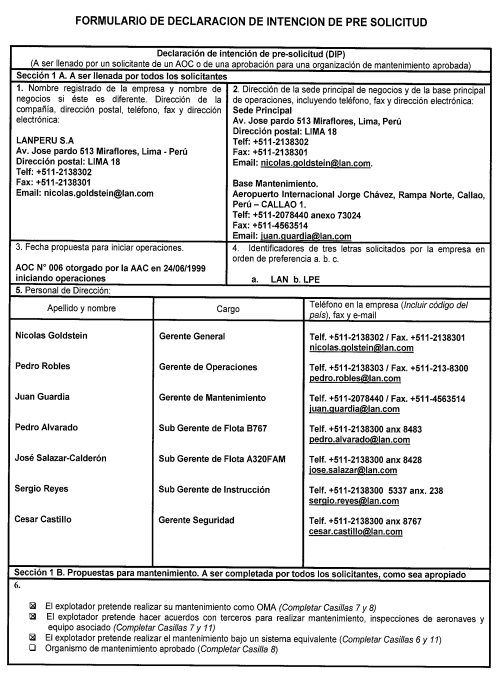 FORMULARIO DE DECLARACION DE INTENCION DE PRE SOLICITUD
Declaración de intención de pre-solicitud (DIP)
(A ser llenado por un solicitante de un AOC o de una aprobación para una organización de mantenimiento aprobada)
Sección 1 A. A ser llenada por todos los solicitantes
1. Nombre registrado de la empresa y nombre de
negocios si éste es diferente. Dirección de la
compañía, dirección postal, teléfono, fax y dirección
electrónica:
LANPERU S.A
Av. Jose pardo 513 Miraflores, Lima - Perú
Dirección postal: LIMA 18
Telf: +511-2138302
Fax: +511-2138301
Email: nicolas.goldstein@lan.com
2. Dirección de la sede principal de negocios y de la base principal
de operaciones, incluyendo teléfono, fax y dirección electrónica:
Sede Principal
Av. Jose pardo 513 Miraflores, Lima, Perú
Dirección postal: LIMA 18
Telf: +511-2138302
Fax: +511-2138301
Email: nicolas.goldstein@lan.com.
Base Mantenimiento.
Aeropuerto Internacional Jorge Chávez, Rampa Norte, Callao,
Perú – CALLAO 1.
Telf: +511-2078440 anexo 73024
Fax: +511-4563514
Email: juan.guardia@lan.com
3. Fecha propuesta para iniciar operaciones.
AOC N° 006 otorgado por la AAC en 24/06/1999
iniciando operaciones
4. Identificadores de tres letras solicitados por la empresa en
orden de preferencia a. b. c.
a. LAN b. LPE
5. Personal de Dirección:
Apellido y nombre
Cargo
Teléfono en la empresa (Incluir código del
país), fax y e-mail
Nicolas Goldstein
Gerente General
Telf. +511-2138302 / Fax. +511-2138301
nicolas.golstein@lan.com
Pedro Robles
Gerente de Operaciones
Telf. +511-2138303 / Fax. +511-213-8300
pedro.robles@lan.com
Juan Guardia
Gerente de Mantenimiento
Telf. +511-2078440 / Fax. +511-4563514
juan.guardia@lan.com
Pedro Alvarado
Sub Gerente de Flota B767
Telf. +511-2138300 anx 8483
pedro.alvarado@lan.com
José Salazar-Calderón
Sub Gerente de Flota A320FAM
Telf. +511-2138300 anx 8428
jose.salazar@lan.com
Sergio Reyes
Sub Gerente de Instrucción
Telf. +511-2138300 5337 anx. 238
sergio.reyes@lan.com
Cesar Castillo
Gerente Seguridad
Telf. +511-2138300 anx 8767
cesar.castillo@lan.com
Sección 1 B. Propuestas para mantenimiento. A ser completada por todos los solicitantes, como sea apropiado
6.
☒ El explotador pretende realizar su mantenimiento como OMA (Completar Casillas 7 y 8)
☒ El explotador pretende hacer acuerdos con terceros para realizar mantenimiento, inspecciones de aeronaves y
equipo asociado (Completar Casillas 7 y 11)
☒ El explotador pretende realizar el mantenimiento bajo un sistema equivalente (Completar Casillas 6 y 11)
☐ Organismo de mantenimiento aprobado (Completar Casilla 8)